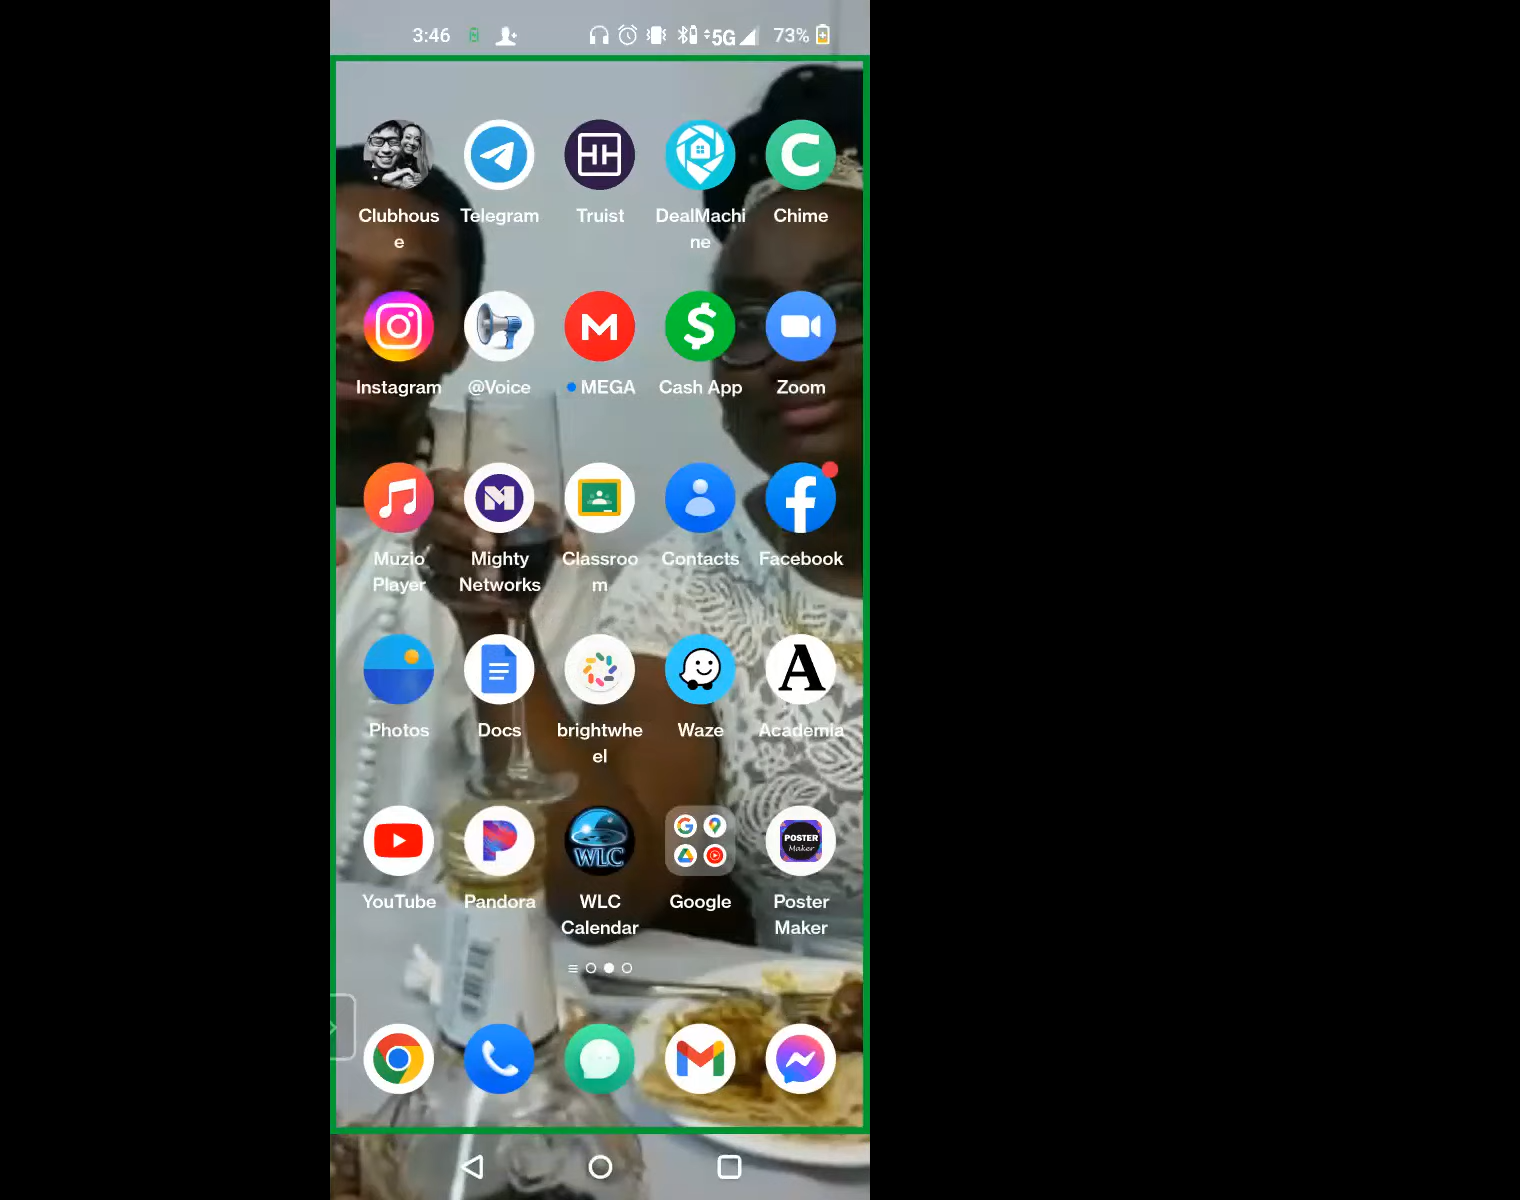 3:46 5G 73%
Clubhous Telegram Truist DealMachi Chime
e ne
Instagram @Voice MEGA Cash App Zoom
Muzio Mighty Classroo Contacts Facebook
Player Networks m
A
Photos Docs brightwhe Waze Academia
el
WLC POSTER
Maker
YouTube Pandora WLC Google Poster
Calendar Maker